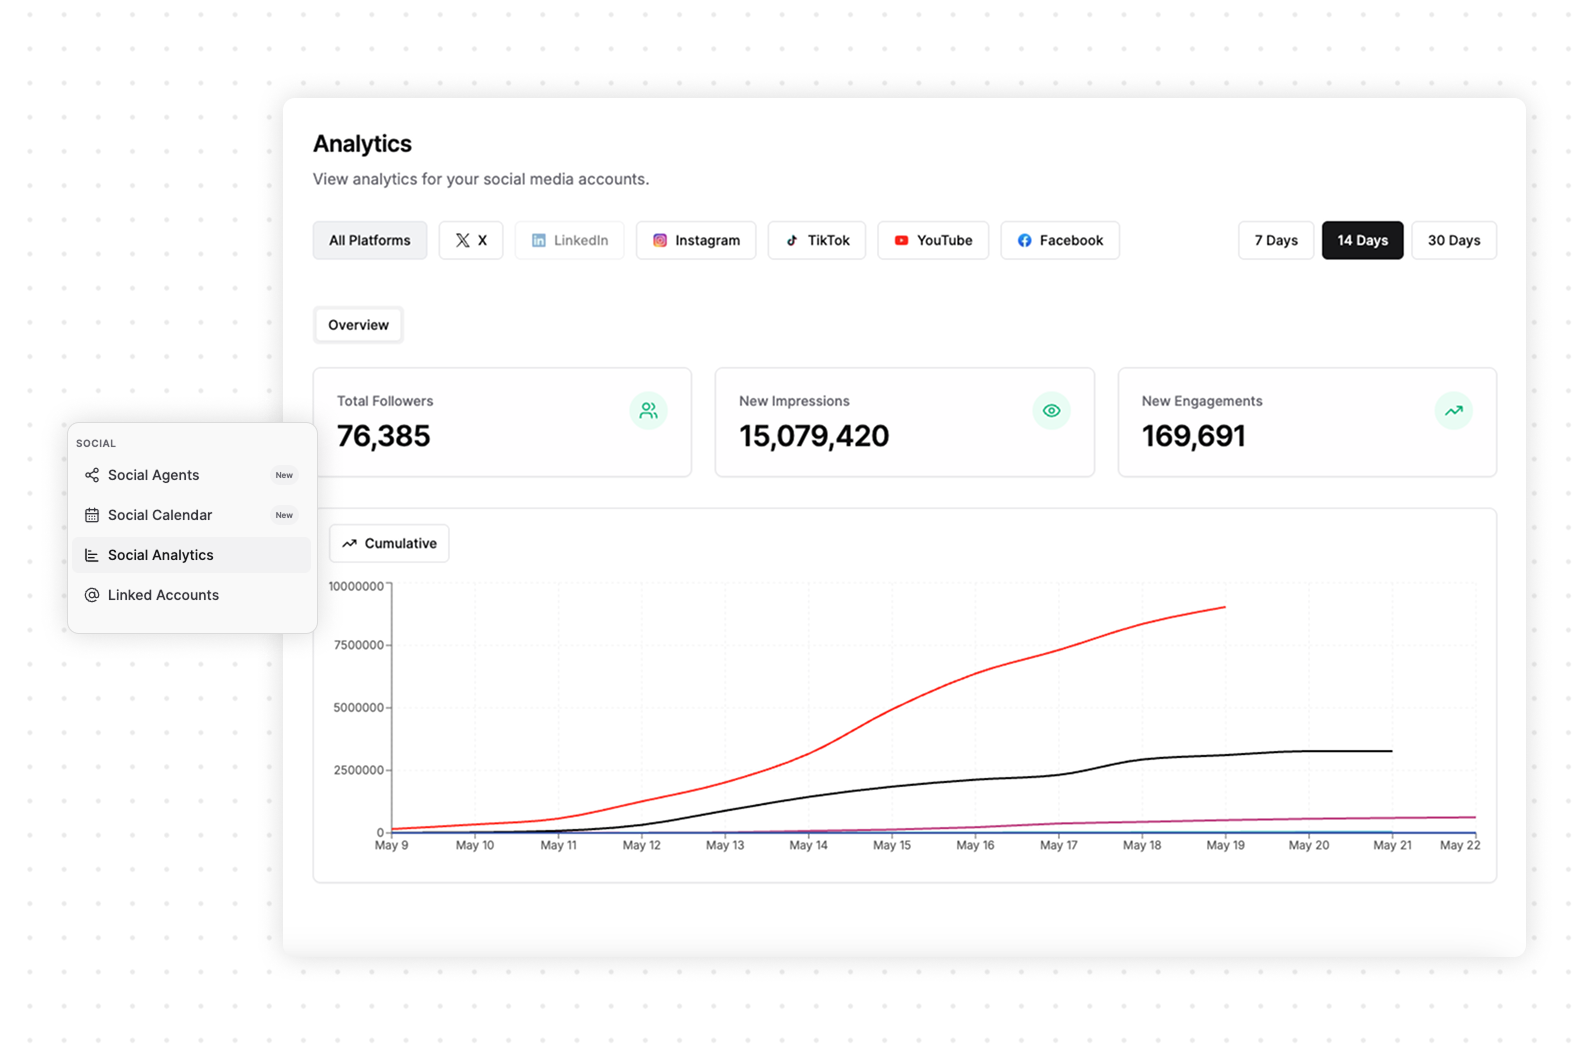 Analytics
View analytics for your social media accounts.
All Platforms
X
LinkedIn
Instagram
TikTok
YouTube
Facebook
7 Days
14 Days
30 Days
Overview
Total Followers
76,385
New Impressions
15,079,420
New Engagements
169,691
SOCIAL
Social Agents
New
Social Calendar
New
Social Analytics
Linked Accounts
Cumulative
10000000
7500000
5000000
2500000
0
May 9
May 10
May 11
May 12
May 13
May 14
May 15
May 16
May 17
May 18
May 19
May 20
May 21
May 22